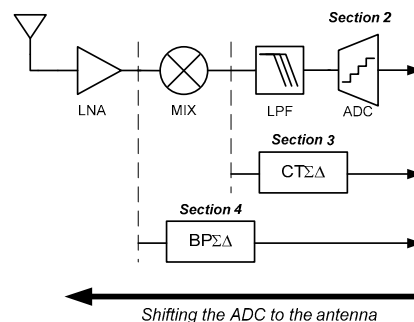 Section 2
LNA
MIX
LPF
ADC
Section 3
CTΣΔ
Section 4
BPΣΔ
Shifting the ADC to the antenna